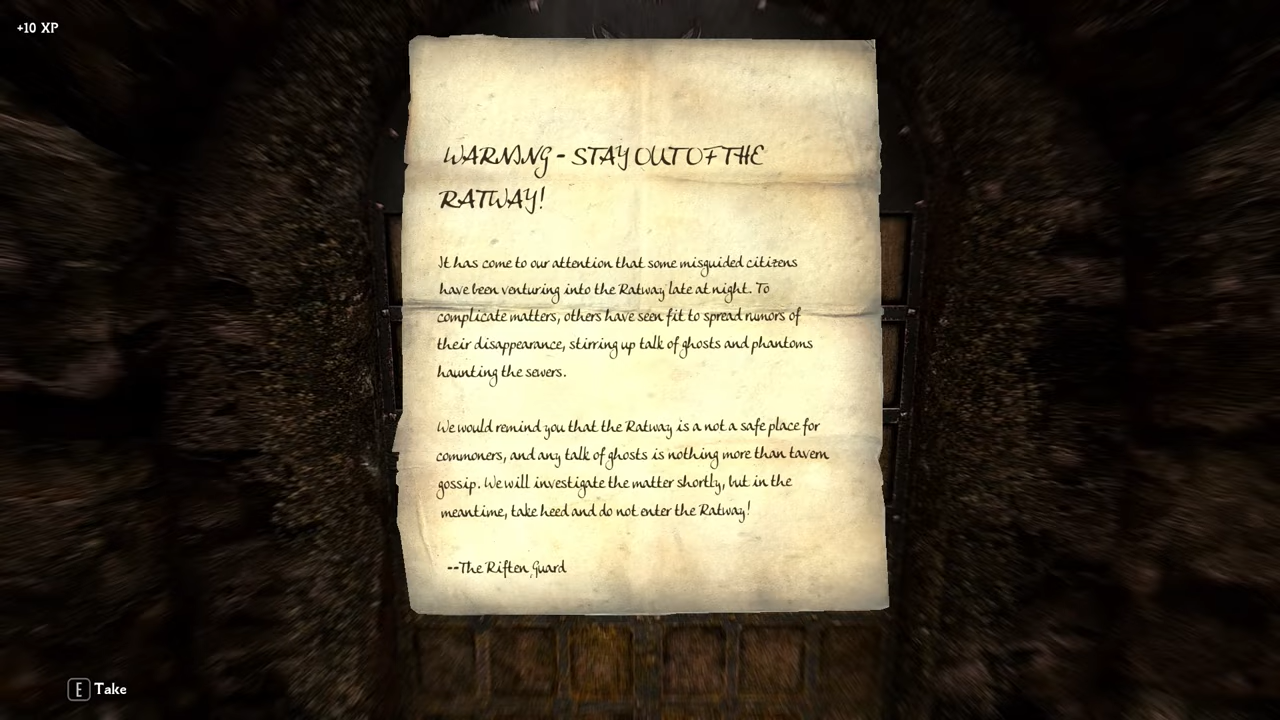 +10 XP
WARNING - STAY OUT OF THE
RATWAY!
It has come to our attention that some misguided citizens
have been venturing into the Ratway late at night. To
complicate matters, others have seen fit to spread rumors of
their disappearance, stirring up talk of ghosts and phantoms
haunting the sewers.
We would remind you that the Ratway is a not a safe place for
commoners, and any talk of ghosts is nothing more than tavern
gossip. We will investigate the matter shortly, but in the
meantime, take heed and do not enter the Ratway!
--The Riften Guard
E Take